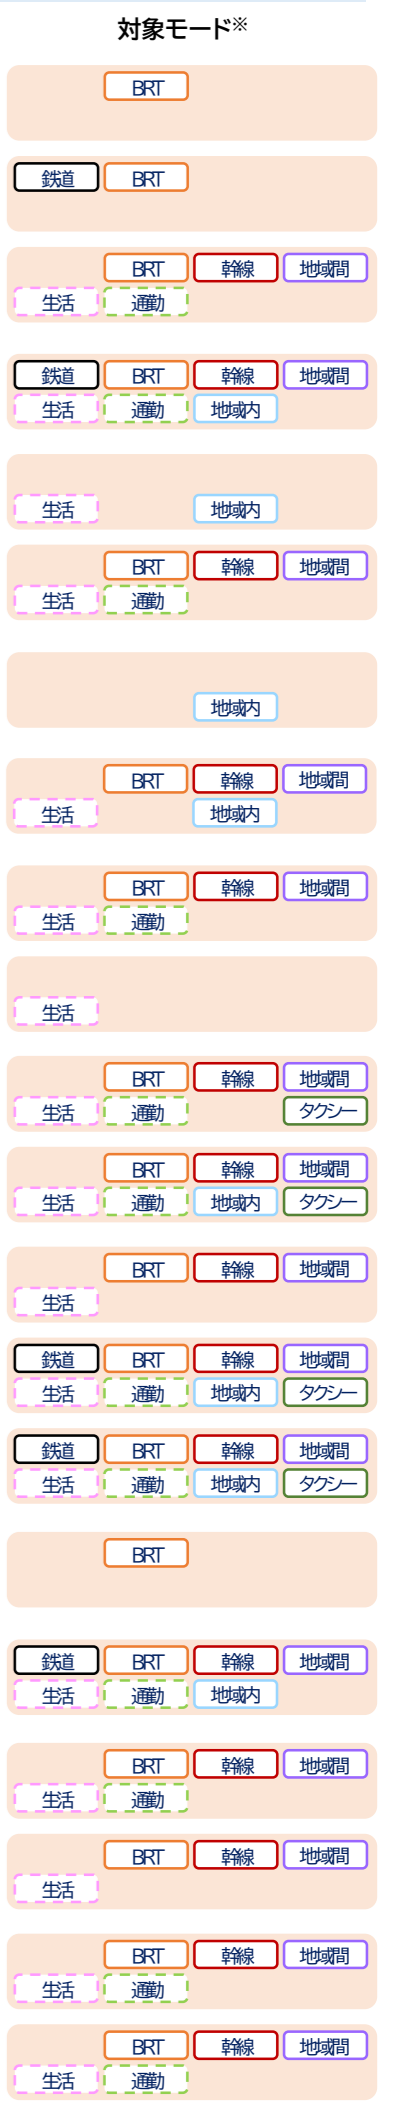 対象モード※
BRT
鉄道 BRT
BRT 幹線 地域間
生活 通勤
鉄道 BRT 幹線 地域間
生活 通勤 地域内
生活 地域内
BRT 幹線 地域間
生活 通勤
地域内
BRT 幹線 地域間
生活 地域内
BRT 幹線 地域間
生活 通勤
生活
BRT 幹線 地域間
生活 通勤 タクシー
BRT 幹線 地域間
生活 通勤 地域内 タクシー
BRT 幹線 地域間
生活
鉄道 BRT 幹線 地域間
生活 通勤 地域内 タクシー
鉄道 BRT 幹線 地域間
生活 通勤 地域内 タクシー
BRT
鉄道 BRT 幹線 地域間
生活 通勤 地域内
BRT 幹線 地域間
生活 通勤
BRT 幹線 地域間
生活
BRT 幹線 地域間
生活 通勤
BRT 幹線 地域間
生活 通勤